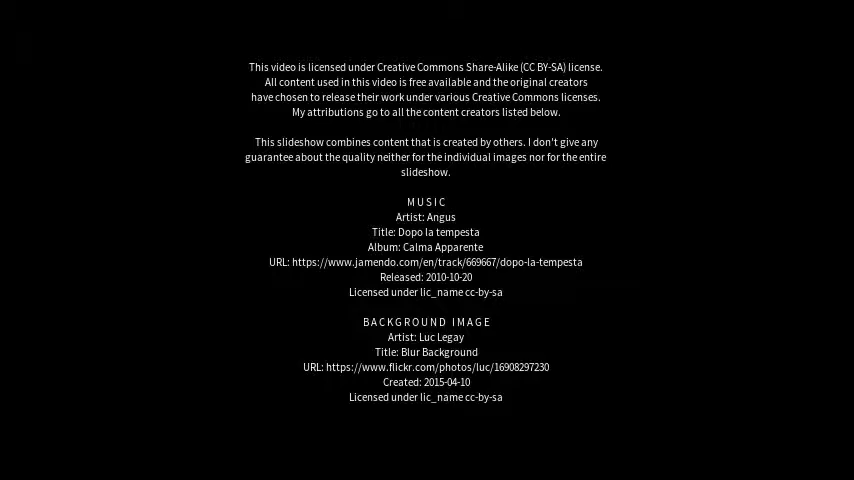 This video is licensed under Creative Commons Share-Alike (CC BY-SA) license.
All content used in this video is free available and the original creators
have chosen to release their work under various Creative Commons licenses.
My attributions go to all the content creators listed below.
This slideshow combines content that is created by others. I don't give any
guarantee about the quality neither for the individual images nor for the entire
slideshow.
MUSIC
Artist: Angus
Title: Dopo la tempesta
Album: Calma Apparente
URL: https://www.jamendo.com/en/track/669667/dopo-la-tempesta
Released: 2010-10-20
Licensed under lic_name cc-by-sa
BACKGROUND IMAGE
Artist: Luc Legay
Title: Blur Background
URL: https://www.flickr.com/photos/luc/16908297230
Created: 2015-04-10
Licensed under lic_name cc-by-sa